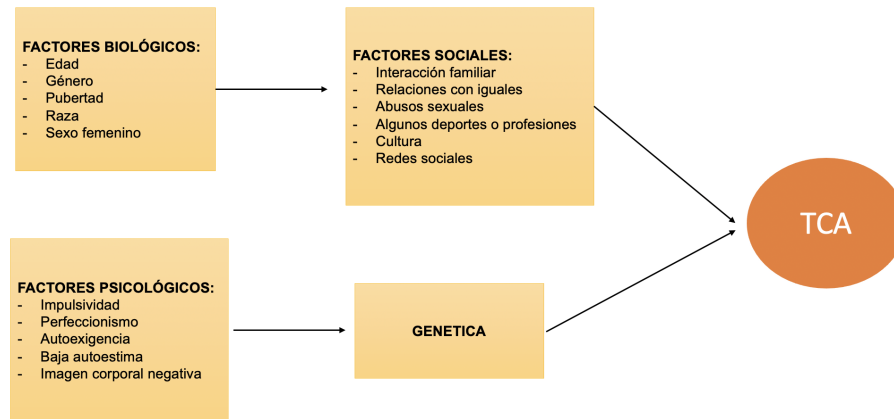 FACTORES BIOLÓGICOS:
- Edad
- Género
- Pubertad
- Raza
- Sexo femenino
FACTORES SOCIALES:
- Interacción familiar
- Relaciones con iguales
- Abusos sexuales
- Algunos deportes o profesiones
- Cultura
- Redes sociales
TCA
FACTORES PSICOLÓGICOS:
- Impulsividad
- Perfeccionismo
- Autoexigencia
- Baja autoestima
- Imagen corporal negativa
GENETICA